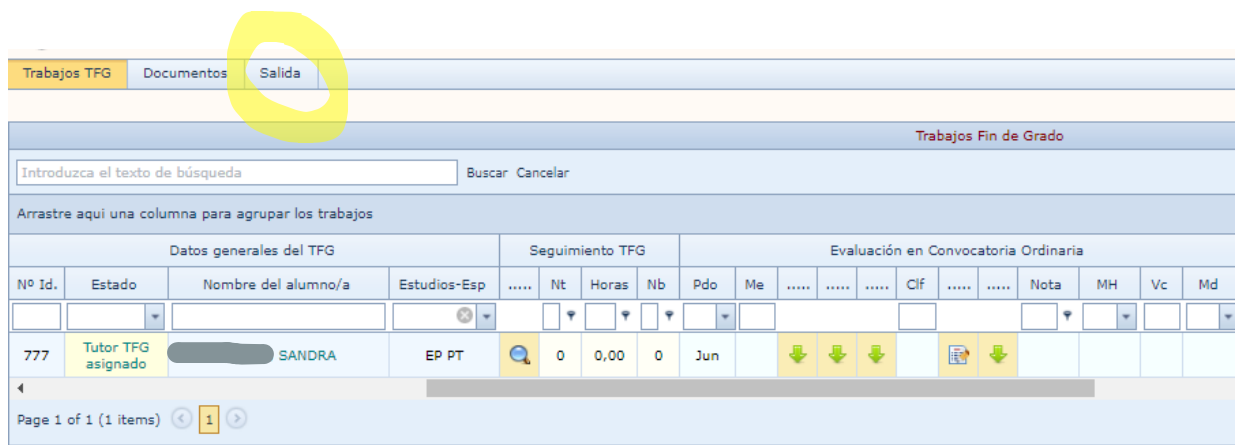 Trabajos TFG Documentos Salida
Trabajos Fin de Grado
Introduzca el texto de búsqueda Buscar Cancelar
Arrastre aqui una columna para agrupar los trabajos
Datos generales del TFG Seguimiento TFG Evaluación en Convocatoria Ordinaria
Nº Id. Estado Nombre del alumno/a Estudios-Esp ..... Nt Horas Nb Pdo Me ..... ..... ..... Clf ..... ..... Nota MH Vc Md
777 Tutor TFG asignado SANDRA EP PT 0 0,00 0 Jun
Page 1 of 1 (1 items) 1